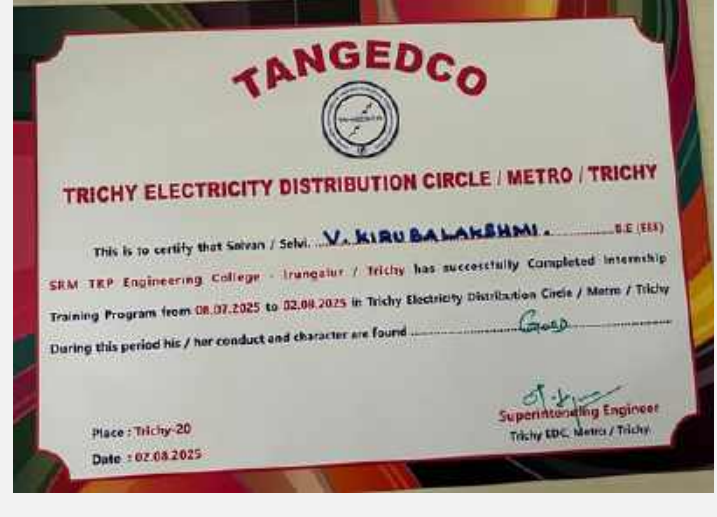 TANGEDCO
TRICHY ELECTRICITY DISTRIBUTION CIRCLE / METRO / TRICHY
This is to certify that Selvan / Selvi. V. KIRUBALAKSHMI. B.E (EEE)
SRM TRP Engineering College - Irungalur / Trichy has successfully Completed Internship
Training Program from 08.07.2025 to 02.08.2025 in Trichy Electricity Distribution Circle / Metro / Trichy
During this period his / her conduct and character are found Good
Superintending Engineer
Place : Trichy-20
Trichy EDC, Metro / Trichy.
Date : 02.08.2025